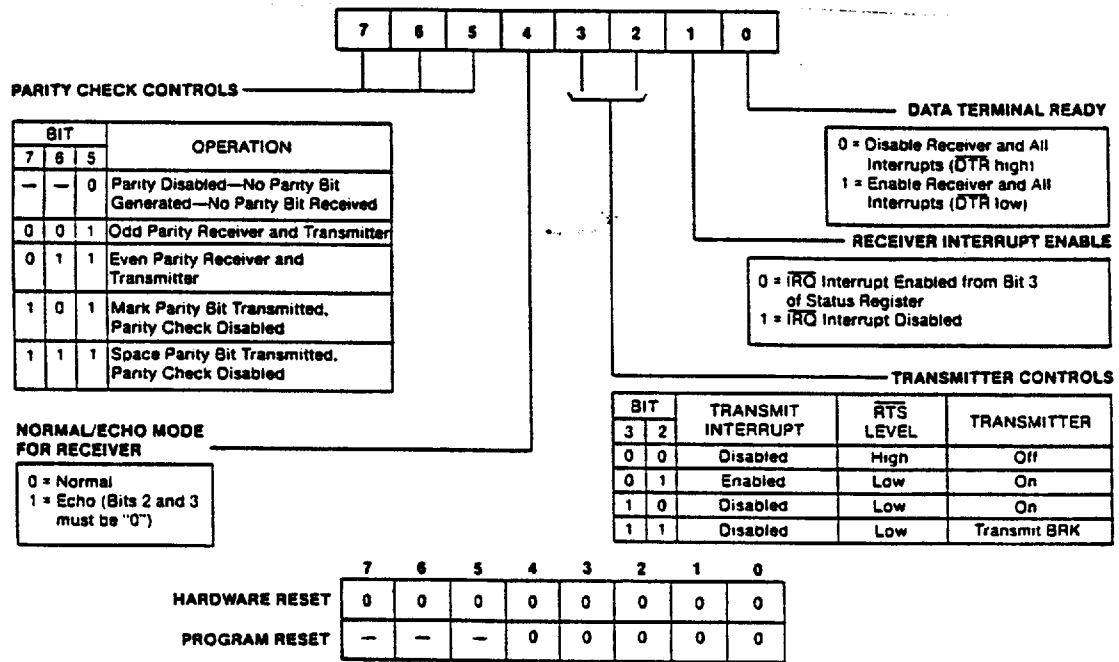 7 6 5 4 3 2 1 0
PARITY CHECK CONTROLS
BIT OPERATION
7 6 5
— — 0 Parity Disabled—No Parity Bit
Generated—No Parity Bit Received
0 0 1 Odd Parity Receiver and Transmitter
0 1 1 Even Parity Receiver and
Transmitter
1 0 1 Mark Parity Bit Transmitted,
Parity Check Disabled
1 1 1 Space Parity Bit Transmitted,
Parity Check Disabled
NORMAL/ECHO MODE
FOR RECEIVER
0 = Normal
1 = Echo (Bits 2 and 3
must be "0")
DATA TERMINAL READY
0 = Disable Receiver and All
Interrupts (D̅T̅R̅ high)
1 = Enable Receiver and All
Interrupts (D̅T̅R̅ low)
RECEIVER INTERRUPT ENABLE
0 = I̅R̅Q̅ Interrupt Enabled from Bit 3
of Status Register
1 = I̅R̅Q̅ Interrupt Disabled
TRANSMITTER CONTROLS
BIT TRANSMIT R̅T̅S̅ TRANSMITTER
3 2 INTERRUPT LEVEL
0 0 Disabled High Off
0 1 Enabled Low On
1 0 Disabled Low On
1 1 Disabled Low Transmit BRK
7 6 5 4 3 2 1 0
HARDWARE RESET 0 0 0 0 0 0 0 0
PROGRAM RESET — — — 0 0 0 0 0